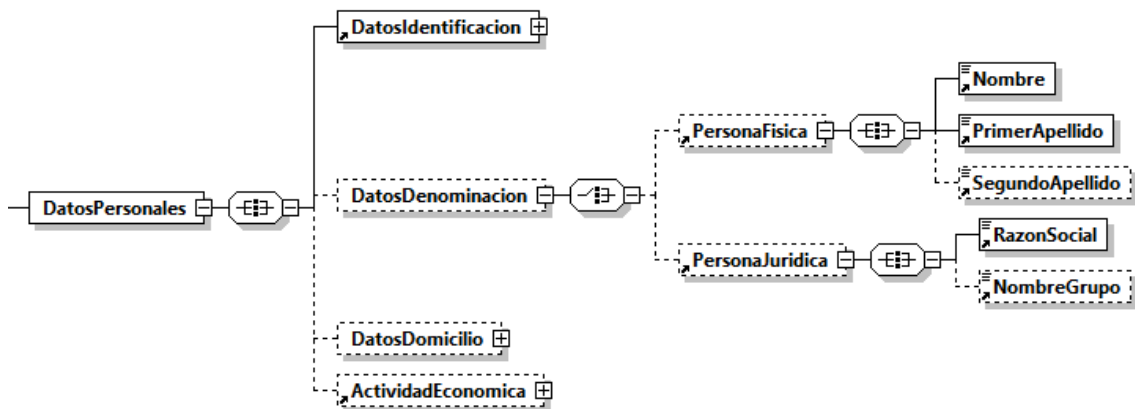 DatosIdentificacion
Nombre
PersonaFisica
PrimerApellido
SegundoApellido
DatosPersonales
DatosDenominacion
RazonSocial
PersonaJuridica
NombreGrupo
DatosDomicilio
ActividadEconomica